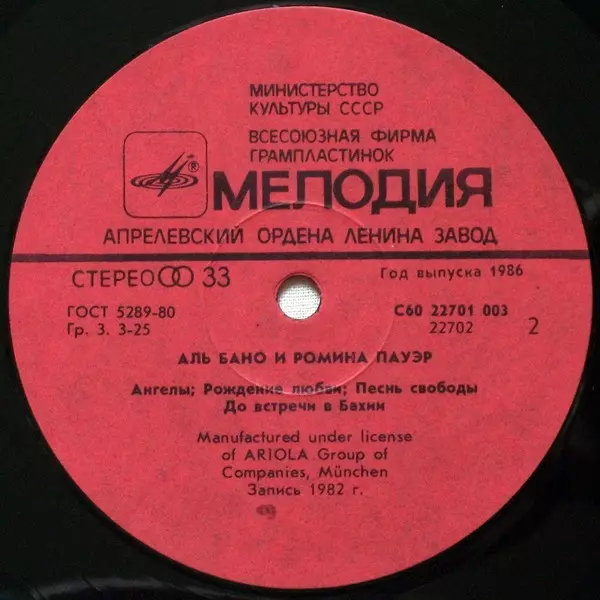 МИНИСТЕРСТВО
КУЛЬТУРЫ СССР
ВСЕСОЮЗНАЯ ФИРМА
ГРАМПЛАСТИНОК
®
МЕЛОДИЯ
АПРЕЛЕВСКИЙ ОРДЕНА ЛЕНИНА ЗАВОД
СТЕРЕО 33
Год выпуска 1986
ГОСТ 5289-80
С60 22701 003
Гр. 3. 3-25
22702
2
АЛЬ БАНО И РОМИНА ПАУЭР
Ангелы; Рождение любви; Песнь свободы
До встречи в Бахии
Manufactured under license
of ARIOLA Group of
Companies, München
Запись 1982 г.